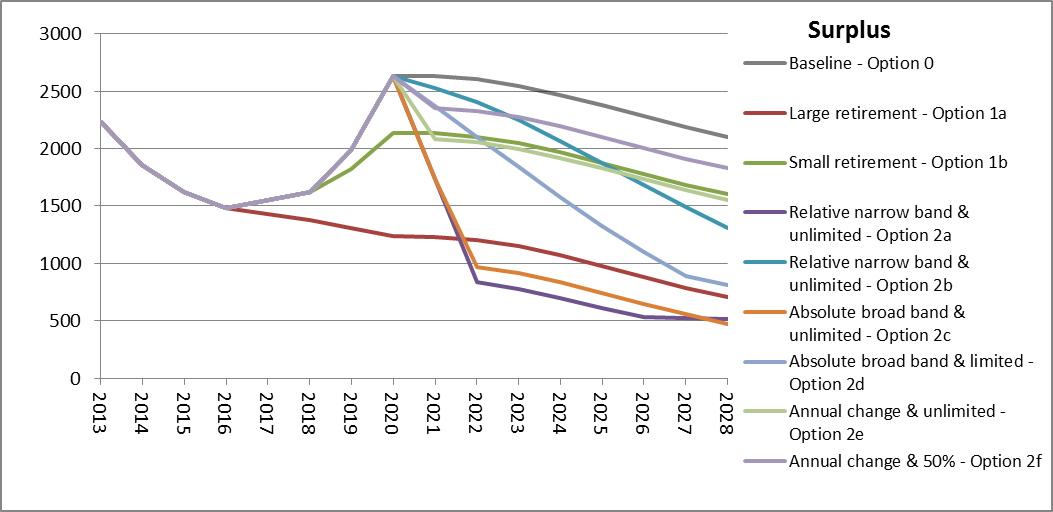 Surplus
3000
2500
2000
1500
1000
500
0
2013
2014
2015
2016
2017
2018
2019
2020
2021
2022
2023
2024
2025
2026
2027
2028
Baseline - Option 0
Large retirement - Option 1a
Small retirement - Option 1b
Relative narrow band &
unlimited - Option 2a
Relative narrow band &
unlimited - Option 2b
Absolute broad band &
unlimited - Option 2c
Absolute broad band & limited -
Option 2d
Annual change & unlimited -
Option 2e
Annual change & 50% - Option 2f